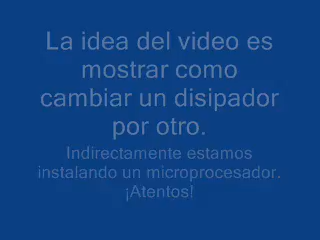 La idea del video es
mostrar como
cambiar un disipador
por otro.
Indirectamente estamos
instalando un microprocesador.
¡Atentos!